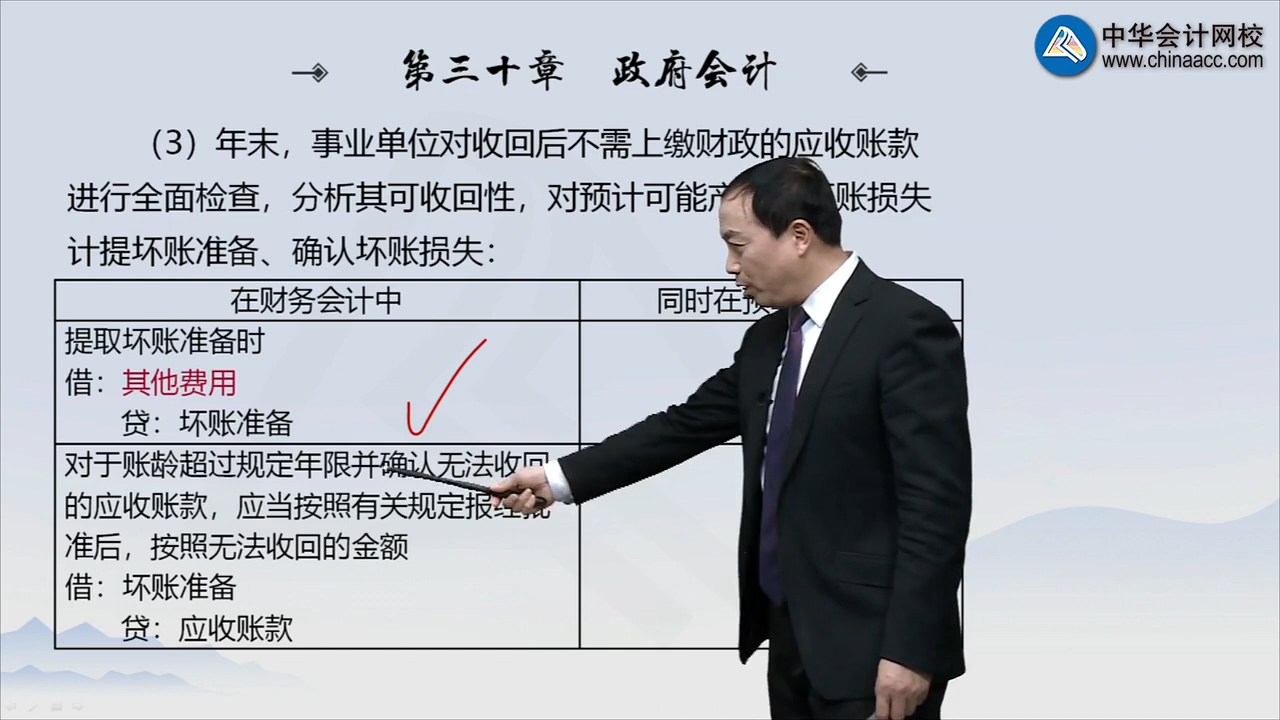 中华会计网校
www.chinaacc.com
第三十章 政府会计
（3）年末，事业单位对收回后不需上缴财政的应收账款
进行全面检查，分析其可收回性，对预计可能产 账损失
计提坏账准备、确认坏账损失：
在财务会计中
同时在预
提取坏账准备时
借：其他费用
贷：坏账准备
对于账龄超过规定年限并确认无法收回
的应收账款，应当按照有关规定报经批
准后，按照无法收回的金额
借：坏账准备
贷：应收账款